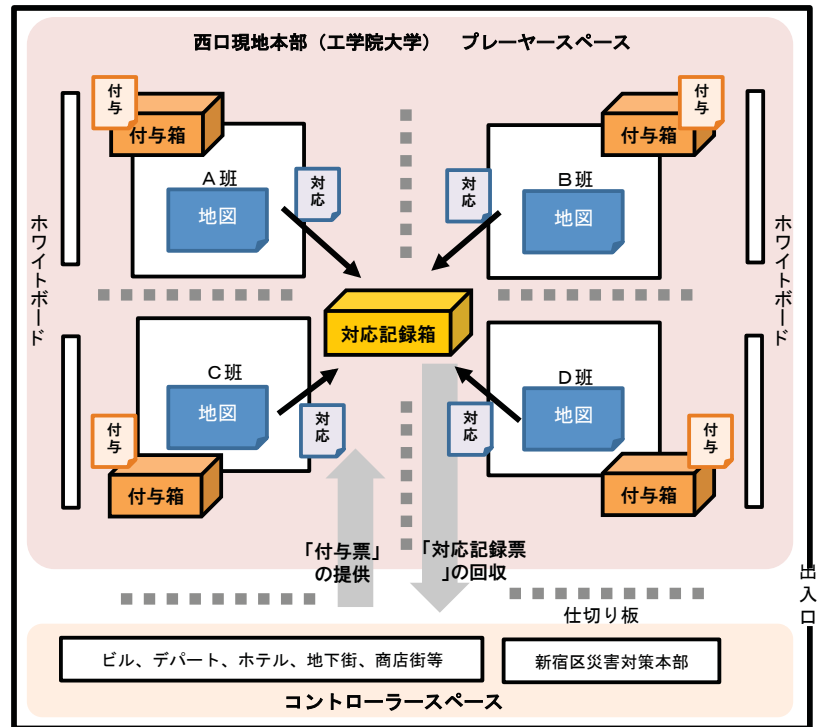 西口現地本部（工学院大学）　プレーヤースペース
付与
付与箱
A班
地図
対応
付与
付与箱
B班
地図
対応
ホワイトボード
ホワイトボード
対応記録箱
C班
地図
対応
付与
付与箱
D班
地図
対応
付与
付与箱
「付与票」
の提供
「対応記録票
」の回収
出入口
仕切り板
ビル、デパート、ホテル、地下街、商店街等
新宿区災害対策本部
コントローラースペース